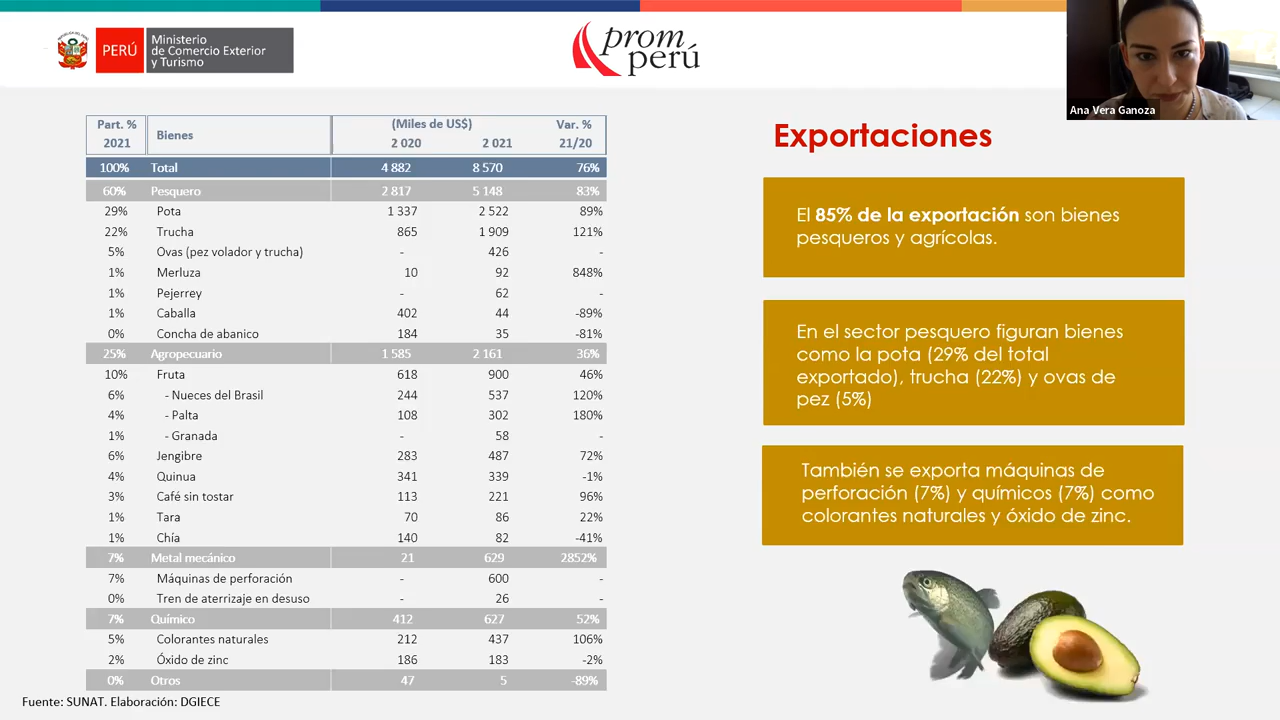 PERÚ
Ministerio
de Comercio Exterior
y Turismo
prom
perú
Ana Vera Ganoza
Part. % Bienes (Miles de US$) Var. %
2021 2 020 2 021 21/20
100% Total 4 882 8 570 76%
60% Pesquero 2 817 5 148 83%
29% Pota 1 337 2 522 89%
22% Trucha 865 1 909 121%
5% Ovas (pez volador y trucha) - 426 -
1% Merluza 10 92 848%
1% Pejerrey - 62 -
1% Caballa 402 44 -89%
0% Concha de abanico 184 35 -81%
25% Agropecuario 1 585 2 161 36%
10% Fruta 618 900 46%
6% - Nueces del Brasil 244 537 120%
4% - Palta 108 302 180%
1% - Granada - 58 -
6% Jengibre 283 487 72%
4% Quinua 341 339 -1%
3% Café sin tostar 113 221 96%
1% Tara 70 86 22%
1% Chía 140 82 -41%
7% Metal mecánico 21 629 2852%
7% Máquinas de perforación - 600 -
0% Tren de aterrizaje en desuso - 26 -
7% Químico 412 627 52%
5% Colorantes naturales 212 437 106%
2% Óxido de zinc 186 183 -2%
0% Otros 47 5 -89%
Fuente: SUNAT. Elaboración: DGIECE
Exportaciones
El 85% de la exportación son bienes
pesqueros y agrícolas.
En el sector pesquero figuran bienes
como la pota (29% del total
exportado), trucha (22%) y ovas de
pez (5%)
También se exporta máquinas de
perforación (7%) y químicos (7%) como
colorantes naturales y óxido de zinc.